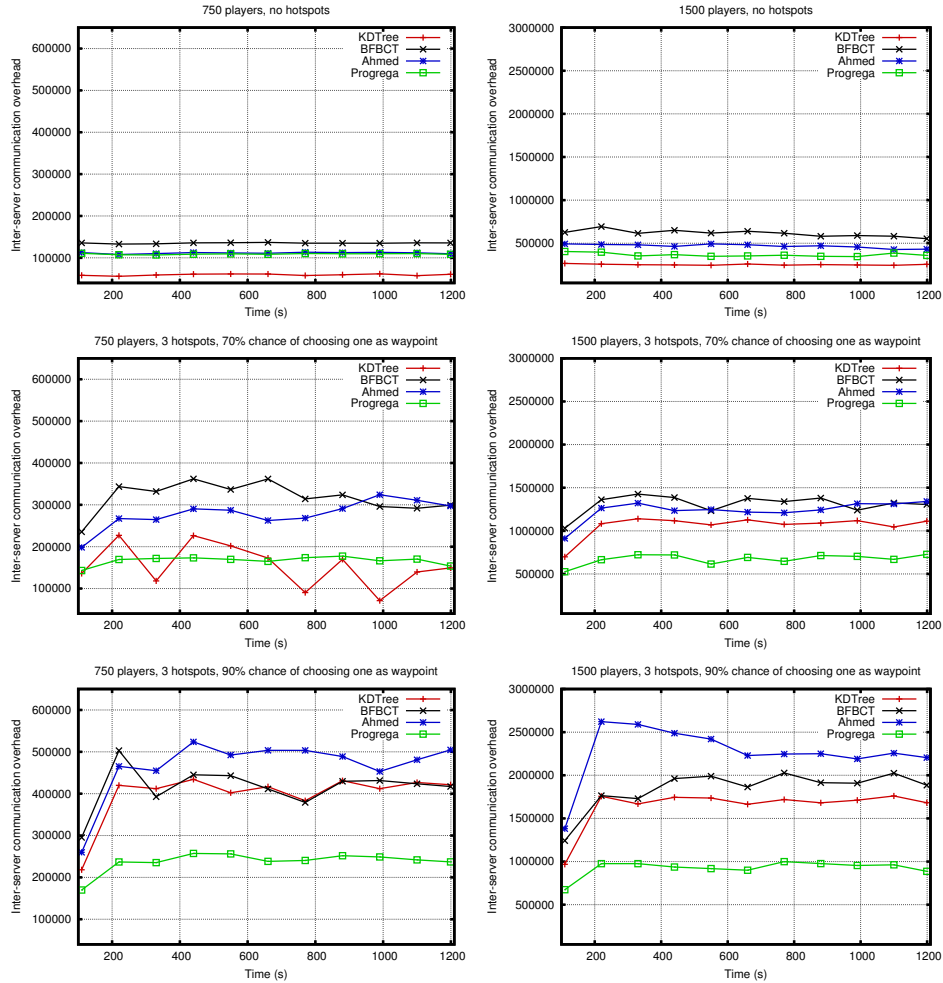 750 players, no hotspots
Inter-server communication overhead
600000
500000
400000
300000
200000
100000
KDTree
BFBCT
Ahmed
Progrega
200 400 600 800 1000 1200
Time (s)
1500 players, no hotspots
Inter-server communication overhead
3000000
2500000
2000000
1500000
1000000
500000
KDTree
BFBCT
Ahmed
Progrega
200 400 600 800 1000 1200
Time (s)
750 players, 3 hotspots, 70% chance of choosing one as waypoint
Inter-server communication overhead
600000
500000
400000
300000
200000
100000
KDTree
BFBCT
Ahmed
Progrega
200 400 600 800 1000 1200
Time (s)
1500 players, 3 hotspots, 70% chance of choosing one as waypoint
Inter-server communication overhead
3000000
2500000
2000000
1500000
1000000
500000
KDTree
BFBCT
Ahmed
Progrega
200 400 600 800 1000 1200
Time (s)
750 players, 3 hotspots, 90% chance of choosing one as waypoint
Inter-server communication overhead
600000
500000
400000
300000
200000
100000
KDTree
BFBCT
Ahmed
Progrega
200 400 600 800 1000 1200
Time (s)
1500 players, 3 hotspots, 90% chance of choosing one as waypoint
Inter-server communication overhead
3000000
2500000
2000000
1500000
1000000
500000
KDTree
BFBCT
Ahmed
Progrega
200 400 600 800 1000 1200
Time (s)